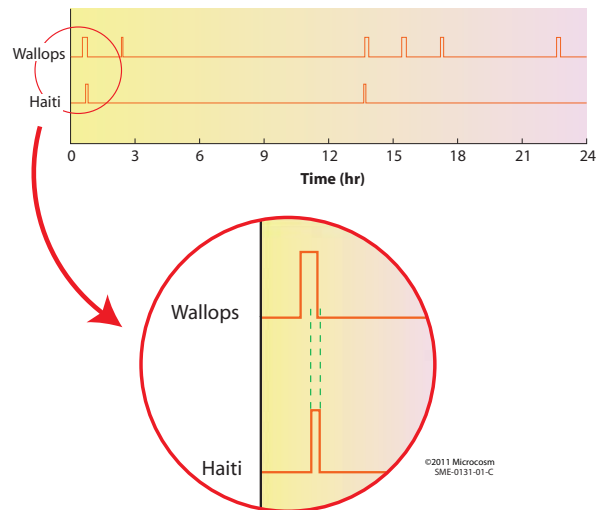 Wallops
Haiti
0 3 6 9 12 15 18 21 24
Time (hr)
Wallops
Haiti
©2011 Microcosm
SME-0131-01-C